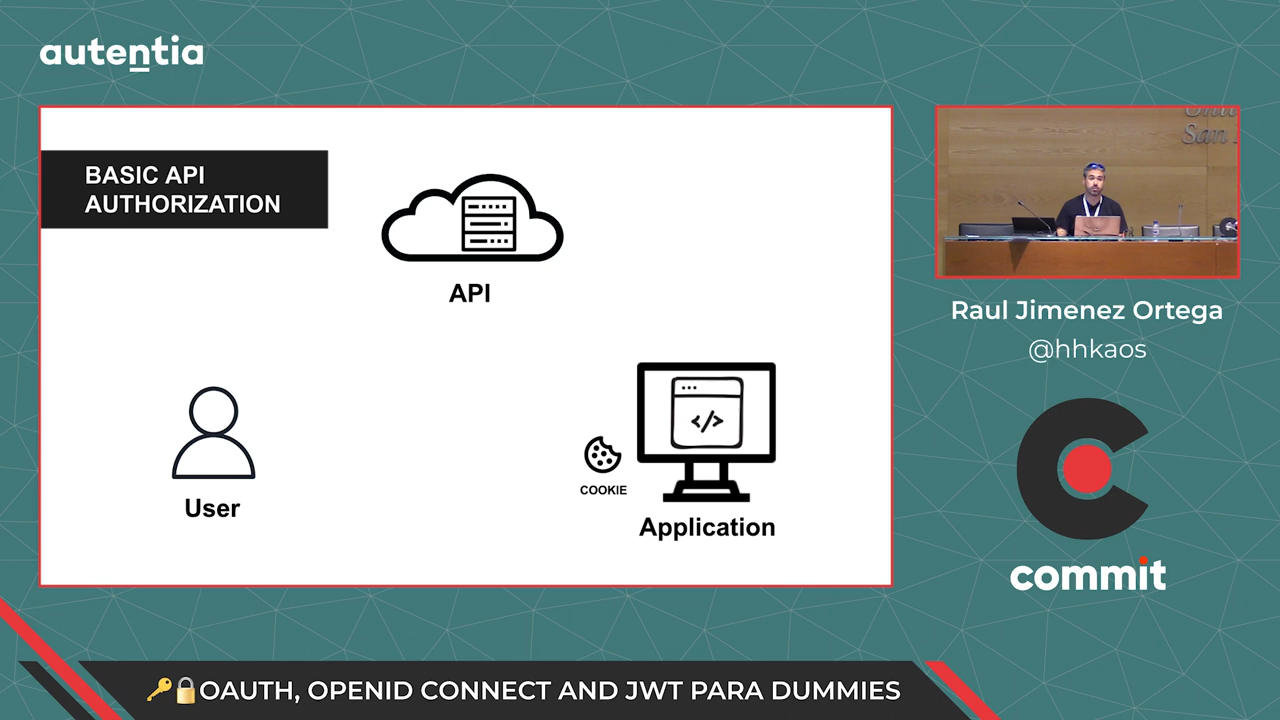 autentia
BASIC API
AUTHORIZATION
API
User
COOKIE
Application
San
Raul Jimenez Ortega
@hhkaos
commit
OAUTH, OPENID CONNECT AND JWT PARA DUMMIES